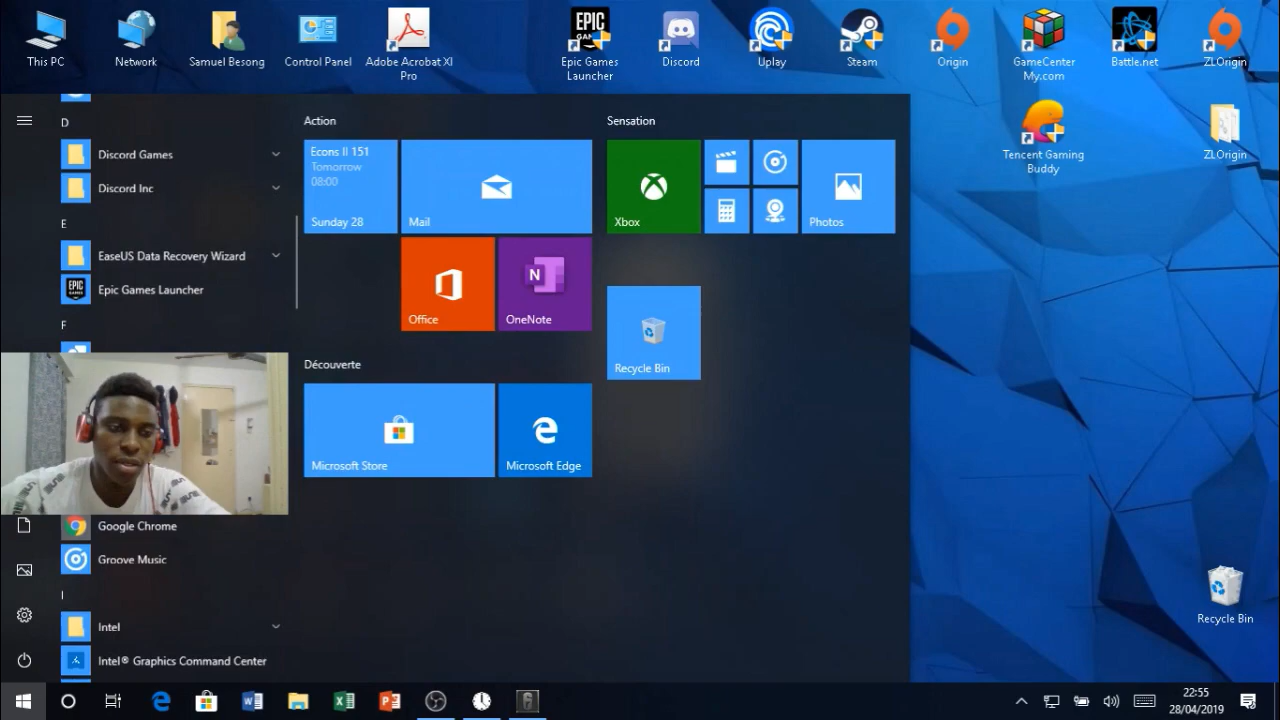 This PC
Network
Samuel Besong
Control Panel
Adobe Acrobat XI
Pro
EPIC
GAMES
Epic Games
Launcher
Discord
Uplay
Steam
Origin
GameCenter
My.com
Battle.net
ZLOrigin
Tencent Gaming
Buddy
ZLOrigin
Recycle Bin
D
Discord Games
Discord Inc
E
EaseUS Data Recovery Wizard
EPIC
GAMES
Epic Games Launcher
F
Google Chrome
Groove Music
I
Intel
Intel® Graphics Command Center
Action
Econs II 151
Tomorrow
08:00
Sunday 28
Mail
Office
N
OneNote
Découverte
Microsoft Store
Microsoft Edge
Sensation
Xbox
Photos
Recycle Bin
22:55
28/04/2019